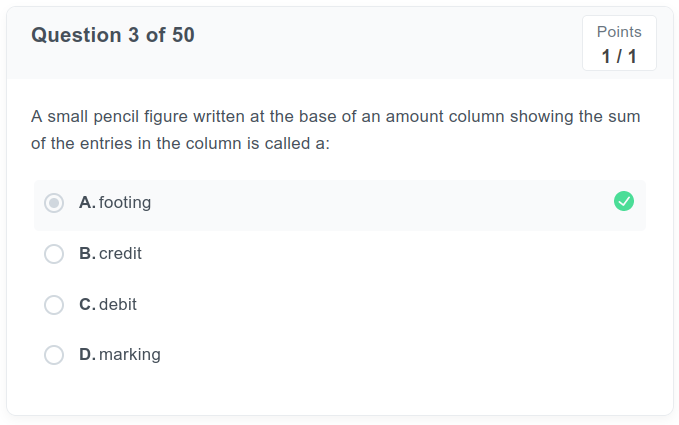 Question 3 of 50
Points
1 / 1
A small pencil figure written at the base of an amount column showing the sum
of the entries in the column is called a:
A. footing
B. credit
C. debit
D. marking